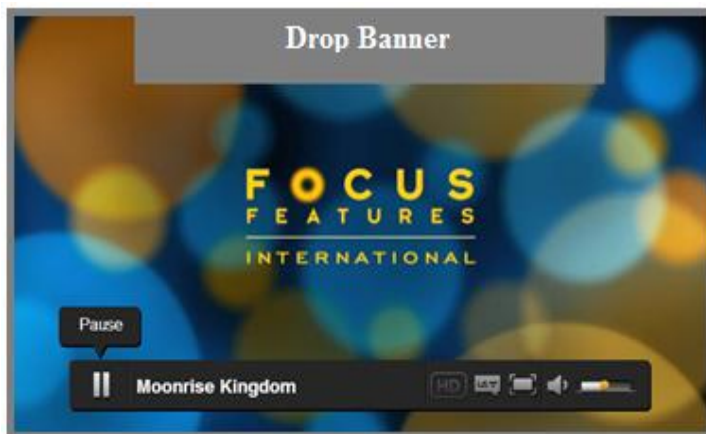 Drop Banner
FOCUS
FEATURES
INTERNATIONAL
Pause
Moonrise Kingdom
HD